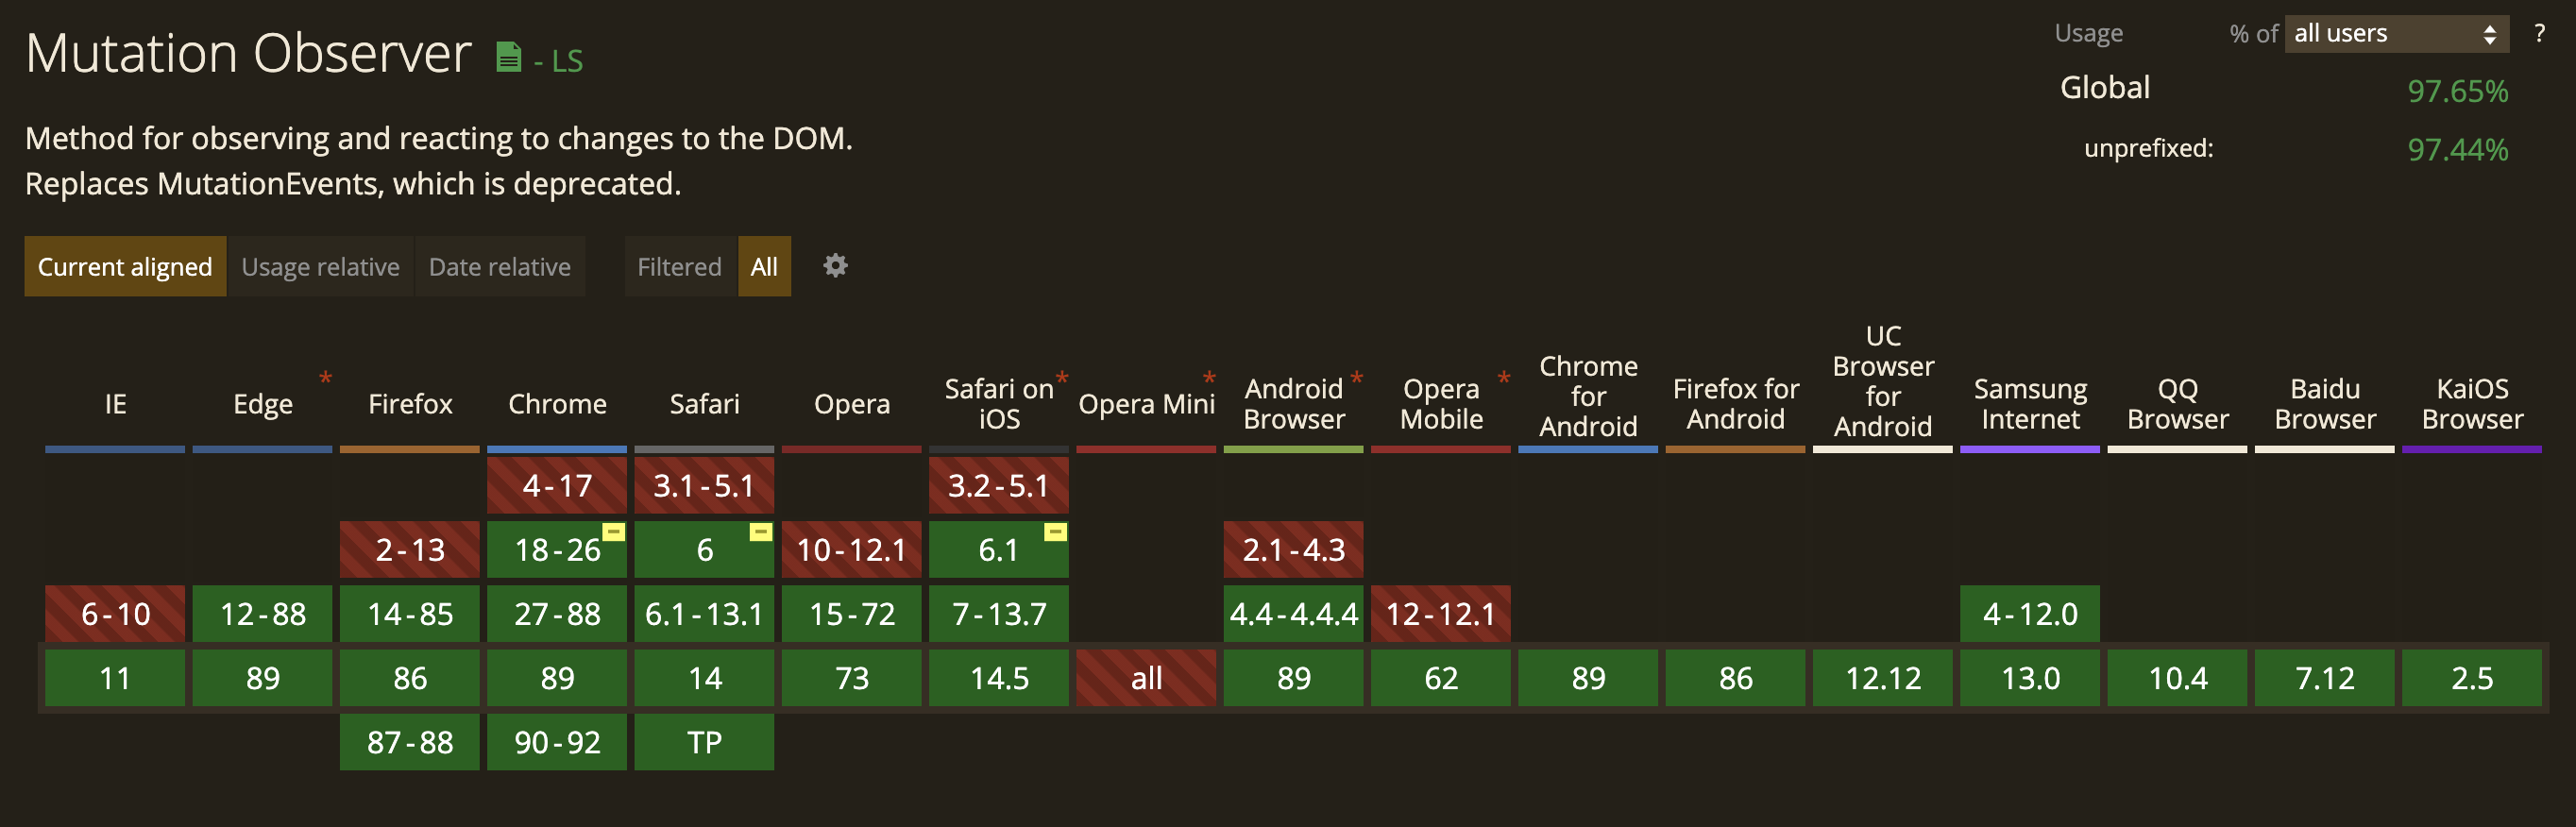 Mutation Observer - LS
Usage % of all users ?
Global 97.65%
unprefixed: 97.44%
Method for observing and reacting to changes to the DOM.
Replaces MutationEvents, which is deprecated.
Current aligned Usage relative Date relative Filtered All
IE
Edge *
Firefox
Chrome
Safari
Opera
Safari on *
iOS
Opera Mini *
Android *
Browser
Opera *
Mobile
Chrome
for
Android
Firefox for
Android
UC
Browser
for
Android
Samsung
Internet
QQ
Browser
Baidu
Browser
KaiOS
Browser
4-17 3.1-5.1 3.2-5.1
2-13 18-26 6 10-12.1 6.1 2.1-4.3
6-10 12-88 14-85 27-88 6.1-13.1 15-72 7-13.7 4.4-4.4.4 12-12.1 4-12.0
11 89 86 89 14 73 14.5 all 89 62 89 86 12.12 13.0 10.4 7.12 2.5
87-88 90-92 TP